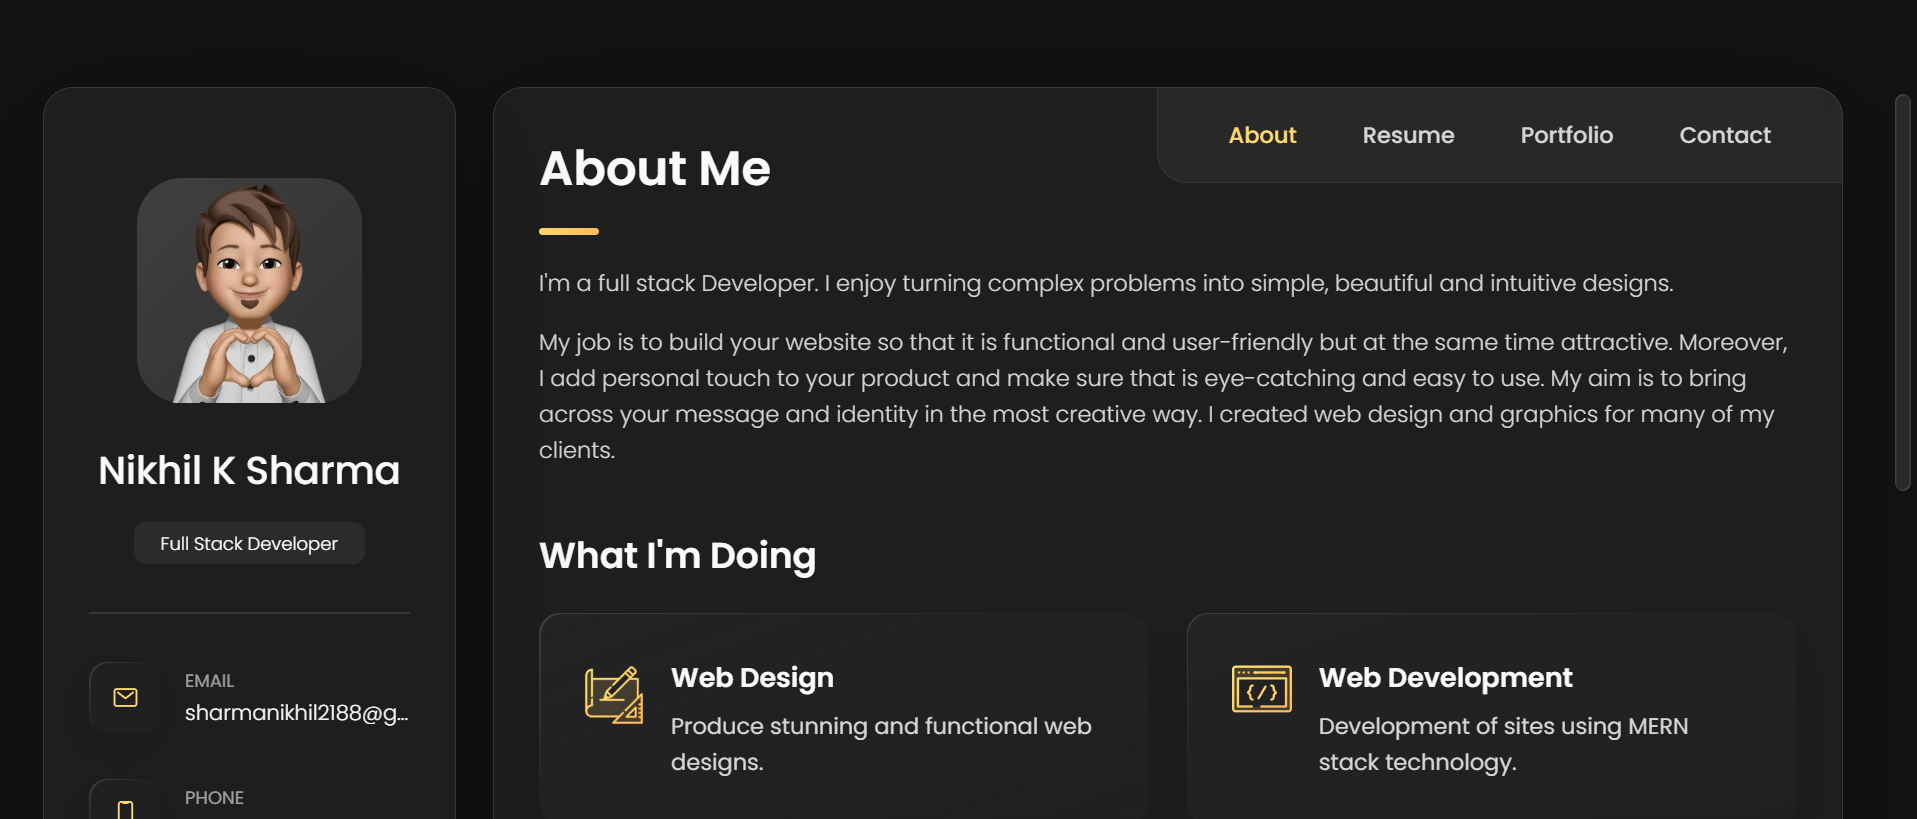 Nikhil K Sharma
Full Stack Developer
EMAIL
sharmanikhil2188@g...
PHONE
About
Resume
Portfolio
Contact
About Me
I'm a full stack Developer. I enjoy turning complex problems into simple, beautiful and intuitive designs.
My job is to build your website so that it is functional and user-friendly but at the same time attractive. Moreover,
I add personal touch to your product and make sure that is eye-catching and easy to use. My aim is to bring
across your message and identity in the most creative way. I created web design and graphics for many of my
clients.
What I'm Doing
Web Design
Produce stunning and functional web
designs.
Web Development
Development of sites using MERN
stack technology.